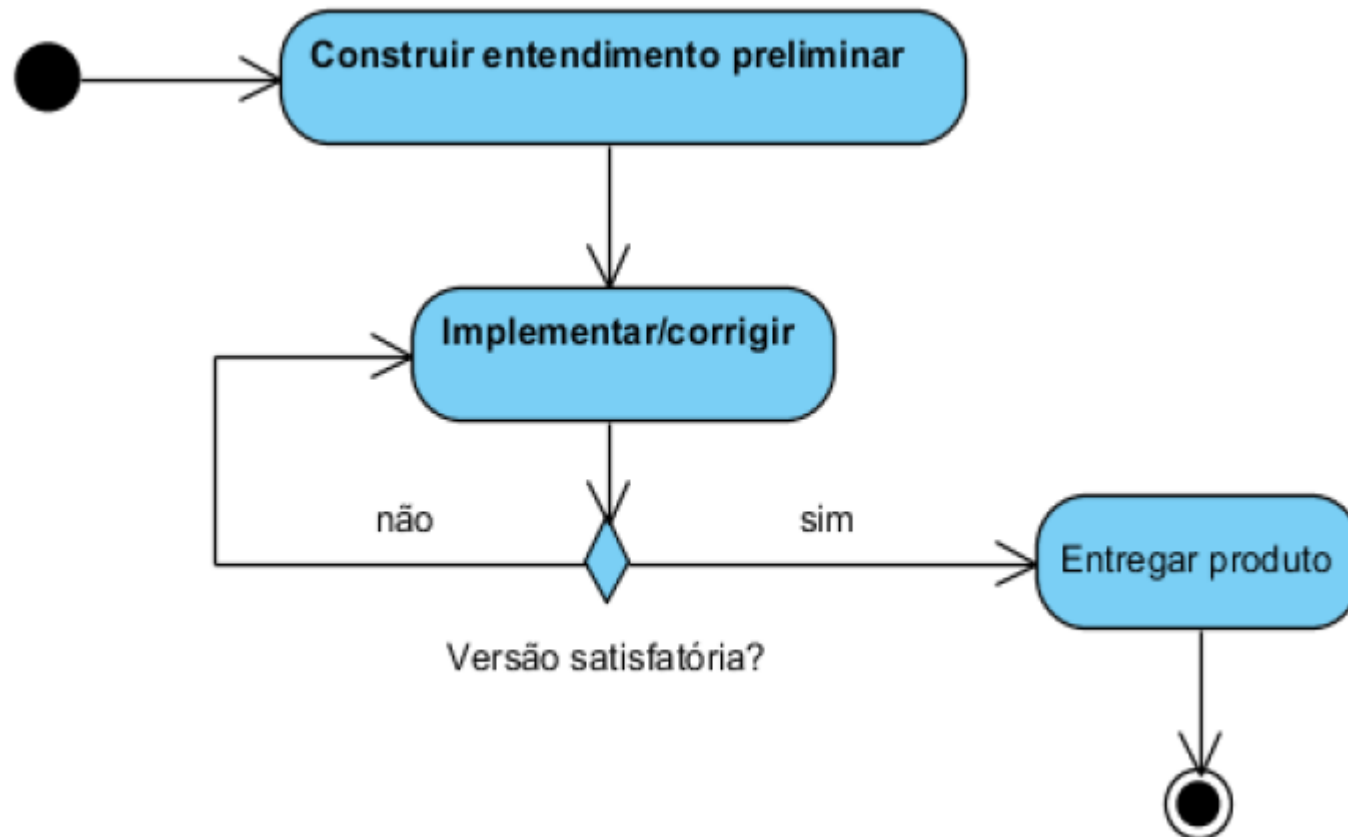 Construir entendimento preliminar
Implementar/corrigir
não
sim
Entregar produto
Versão satisfatória?